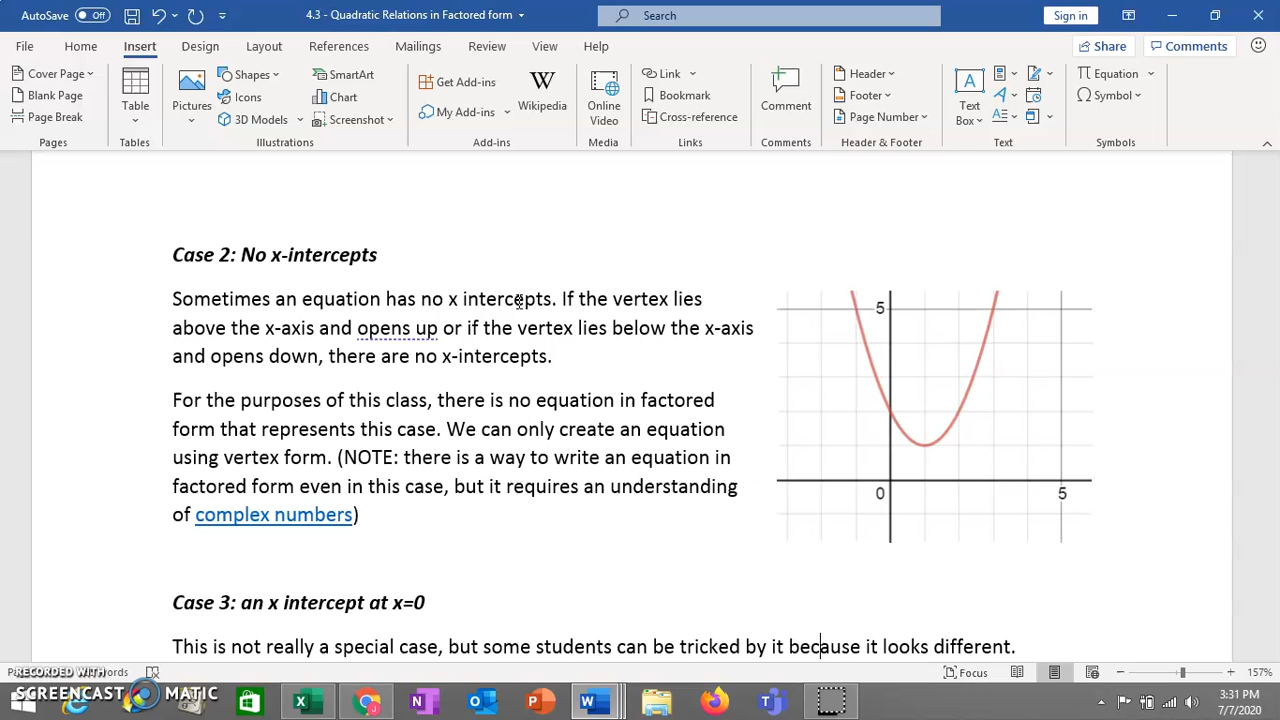 AutoSave Off 4.3 - Quadratic Relations in Factored form Search Sign in
File Home Insert Design Layout References Mailings Review View Help Share Comments
Cover Page
Blank Page
Page Break
Pages
Table
Tables
Pictures
Shapes
Icons
3D Models
SmartArt
Chart
Screenshot
Illustrations
Get Add-ins
My Add-ins
Wikipedia
Add-ins
Online
Video
Media
Link
Bookmark
Cross-reference
Links
Comment
Comments
Header
Footer
Page Number
Header & Footer
Text
Box
Text
Equation
Symbol
Symbols
Case 2: No x-intercepts
Sometimes an equation has no x intercepts. If the vertex lies
above the x-axis and opens up or if the vertex lies below the x-axis
and opens down, there are no x-intercepts.
For the purposes of this class, there is no equation in factored
form that represents this case. We can only create an equation
using vertex form. (NOTE: there is a way to write an equation in
factored form even in this case, but it requires an understanding
of complex numbers)
5
0 5
Case 3: an x intercept at x=0
This is not really a special case, but some students can be tricked by it because it looks different.
RECORDED WITH
SCREENCAST MATIC
Focus 157%
3:31 PM
7/7/2020